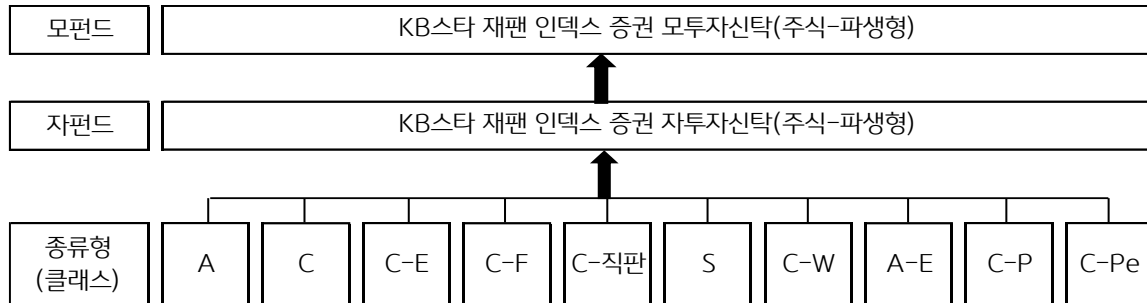 모펀드
KB스타 재팬 인덱스 증권 모투자신탁(주식-파생형)
자펀드
KB스타 재팬 인덱스 증권 자투자신탁(주식-파생형)
종류형
(클래스)
A
C
C-E
C-F
C-직판
S
C-W
A-E
C-P
C-Pe